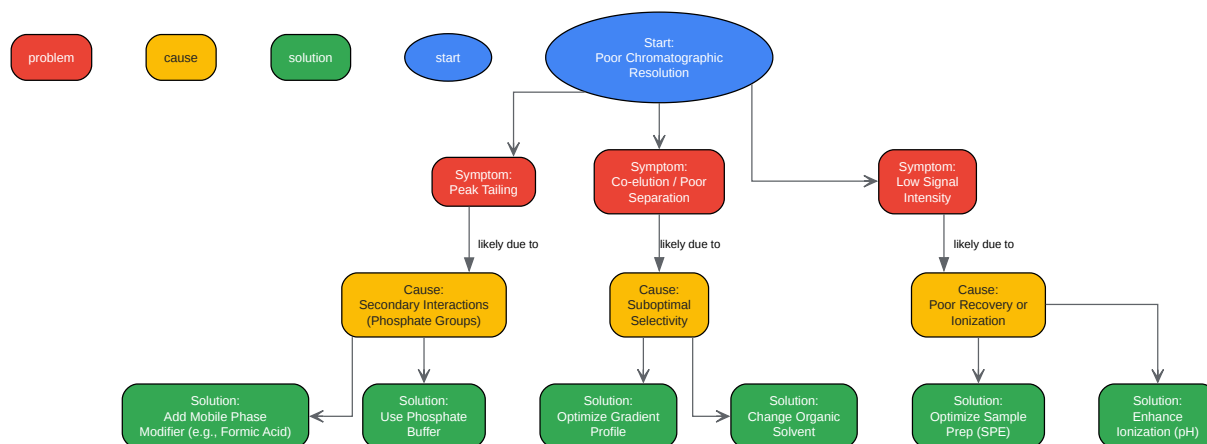 problem
cause
solution
start
Start:
Poor Chromatographic
Resolution
Symptom:
Peak Tailing
Symptom:
Co-elution / Poor
Separation
Symptom:
Low Signal
Intensity
likely due to
likely due to
likely due to
Cause:
Secondary Interactions
(Phosphate Groups)
Cause:
Suboptimal
Selectivity
Cause:
Poor Recovery or
Ionization
Solution:
Add Mobile Phase
Modifier (e.g., Formic Acid)
Solution:
Use Phosphate
Buffer
Solution:
Optimize Gradient
Profile
Solution:
Change Organic
Solvent
Solution:
Optimize Sample
Prep (SPE)
Solution:
Enhance
Ionization (pH)